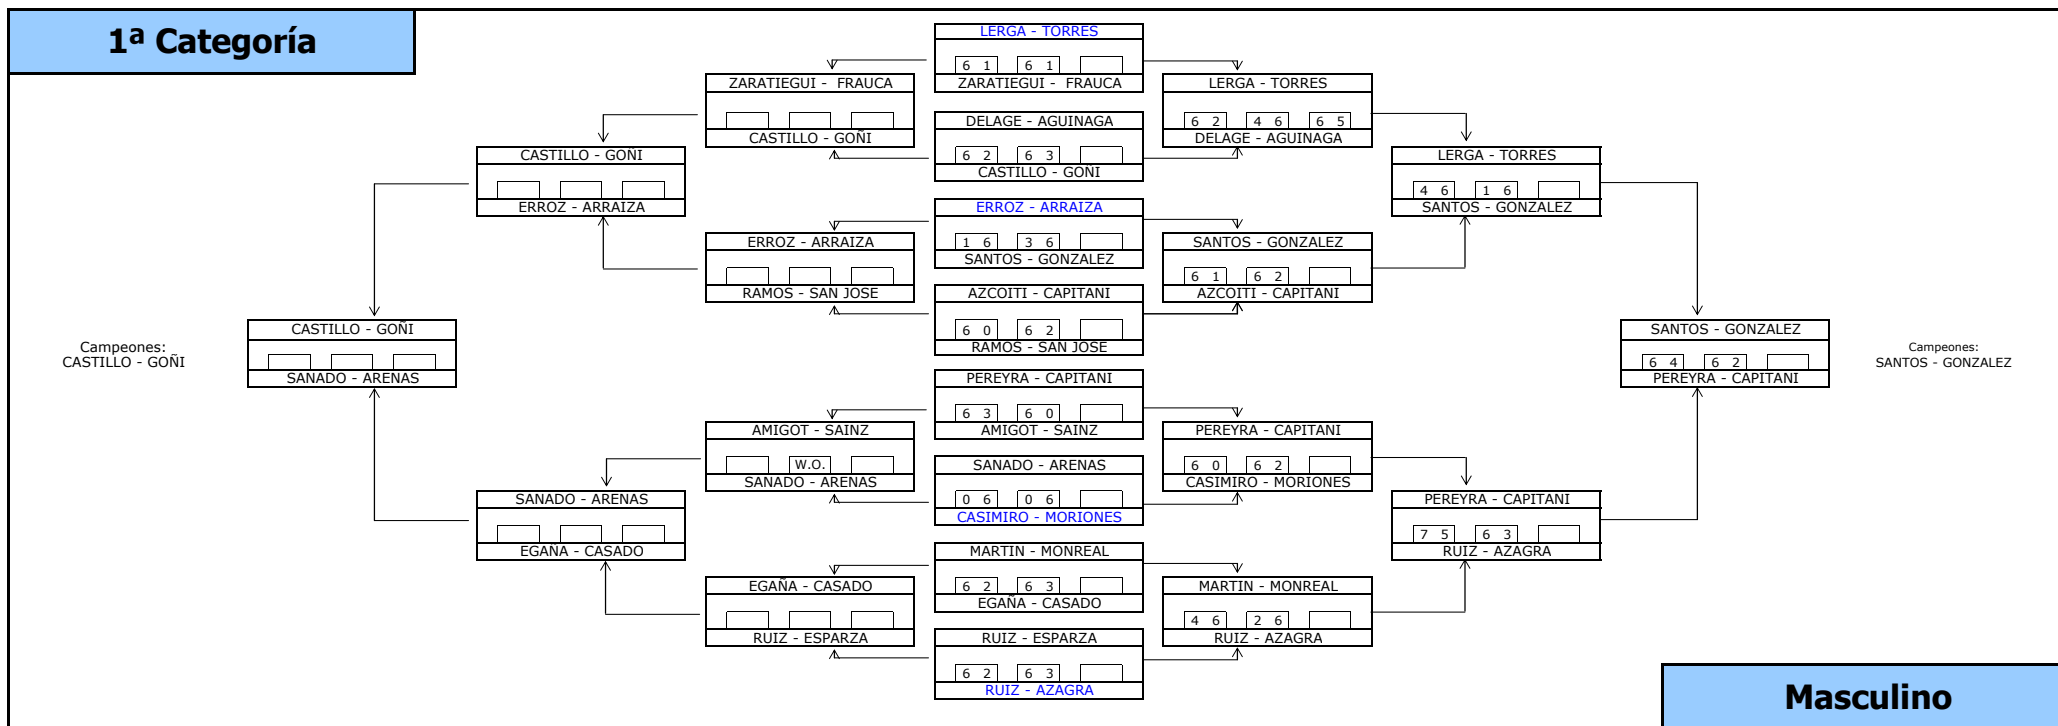 1ª Categoría
LERGA - TORRES
6 1 6 1
ZARATIEGUI - FRAUCA
ZARATIEGUI - FRAUCA
CASTILLO - GOÑI
LERGA - TORRES
6 2 4 6 6 5
DELAGE - AGUINAGA
DELAGE - AGUINAGA
6 2 6 3
CASTILLO - GOÑI
CASTILLO - GOÑI
ERROZ - ARRAIZA
LERGA - TORRES
4 6 1 6
SANTOS - GONZALEZ
ERROZ - ARRAIZA
1 6 3 6
SANTOS - GONZALEZ
ERROZ - ARRAIZA
RAMOS - SAN JOSE
SANTOS - GONZALEZ
6 1 6 2
AZCOITI - CAPITANI
AZCOITI - CAPITANI
6 0 6 2
RAMOS - SAN JOSE
Campeones:
CASTILLO - GOÑI
CASTILLO - GOÑI
SANADO - ARENAS
SANTOS - GONZALEZ
6 4 6 2
PEREYRA - CAPITANI
Campeones:
SANTOS - GONZALEZ
PEREYRA - CAPITANI
6 3 6 0
AMIGOT - SAINZ
AMIGOT - SAINZ
W.O.
SANADO - ARENAS
PEREYRA - CAPITANI
6 0 6 2
CASIMIRO - MORIONES
SANADO - ARENAS
0 6 0 6
CASIMIRO - MORIONES
SANADO - ARENAS
EGAÑA - CASADO
PEREYRA - CAPITANI
7 5 6 3
RUIZ - AZAGRA
MARTIN - MONREAL
6 2 6 3
EGAÑA - CASADO
EGAÑA - CASADO
RUIZ - ESPARZA
MARTIN - MONREAL
4 6 2 6
RUIZ - AZAGRA
RUIZ - ESPARZA
6 2 6 3
RUIZ - AZAGRA
Masculino